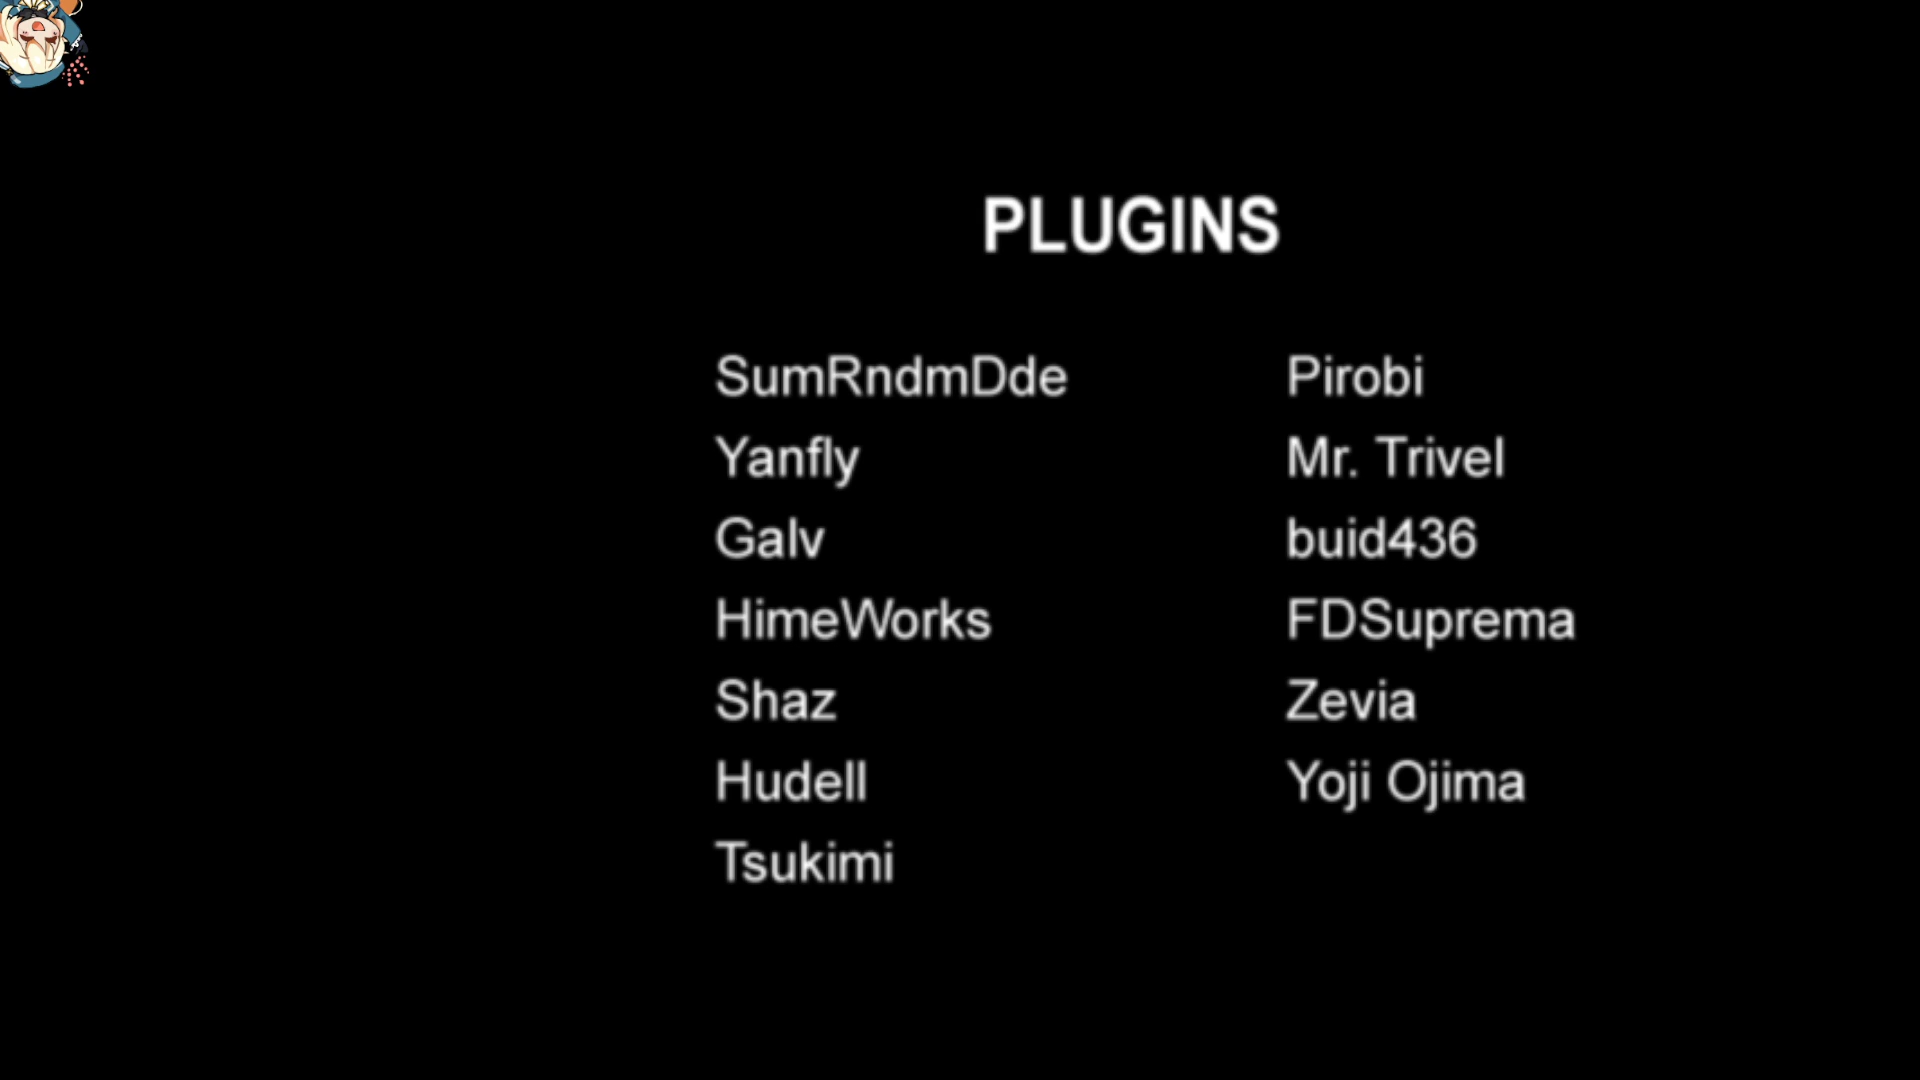 PLUGINS
SumRndmDde
Yanfly
Galv
HimeWorks
Shaz
Hudell
Tsukimi
Pirobi
Mr. Trivel
buid436
FDSuprema
Zevia
Yoji Ojima